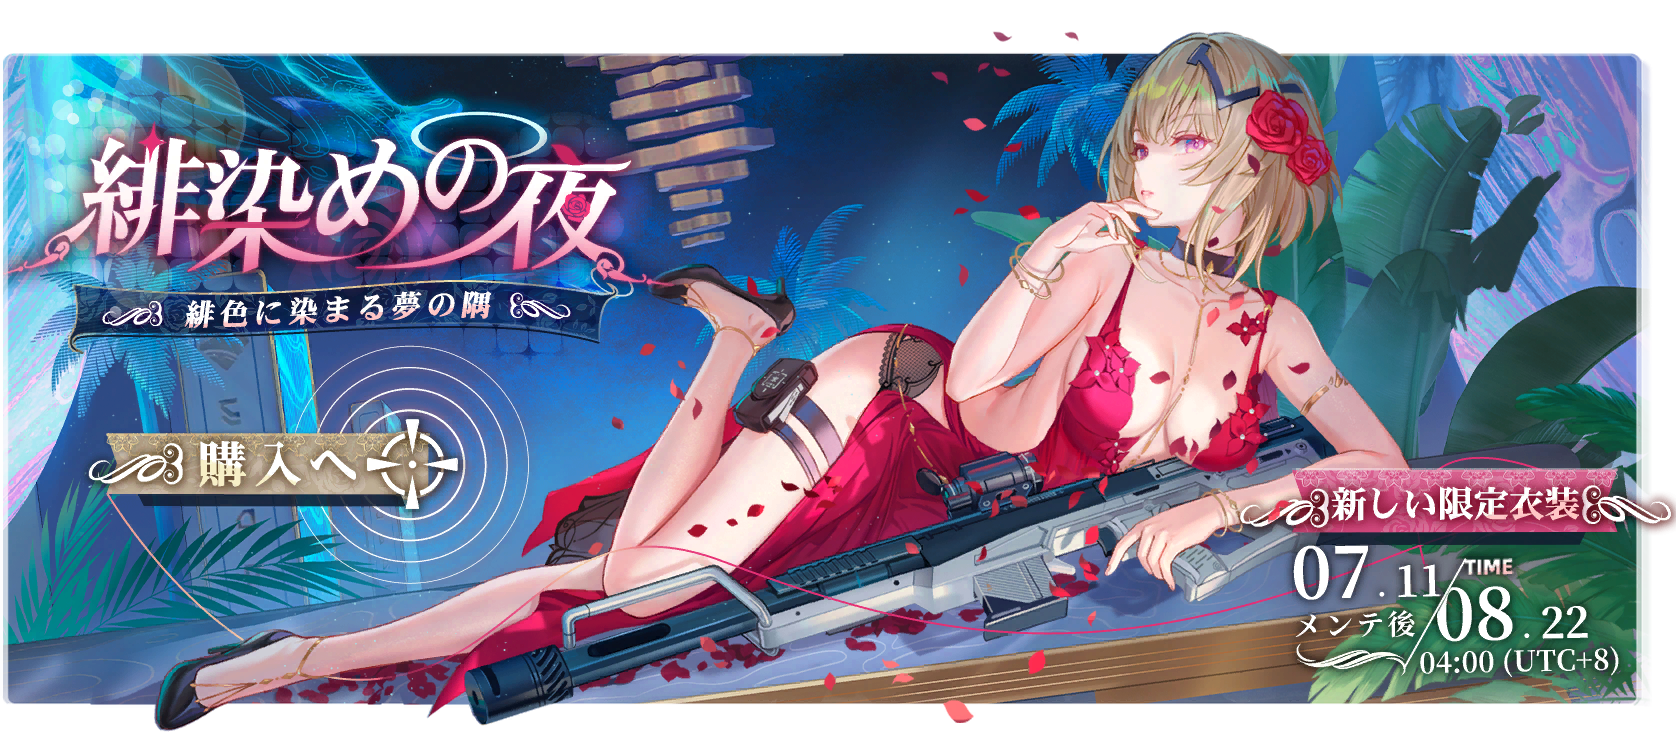 緋染めの夜
緋色に染まる夢の隅
購入へ
新しい限定衣装
07.11
メンテ後
TIME
08.22
04:00 (UTC+8)